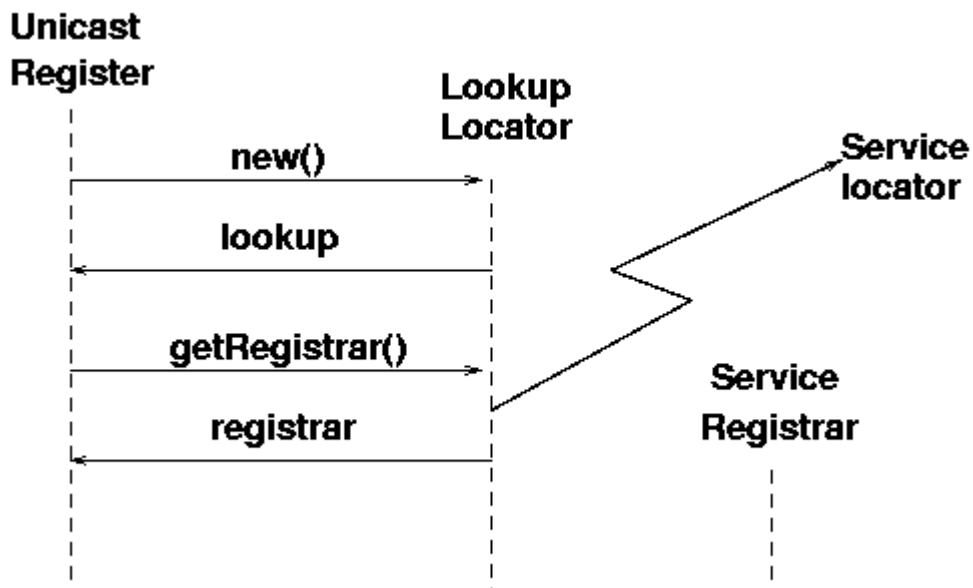 Unicast
Register
Lookup
Locator
new()
Service
locator
lookup
getRegistrar()
Service
Registrar
registrar